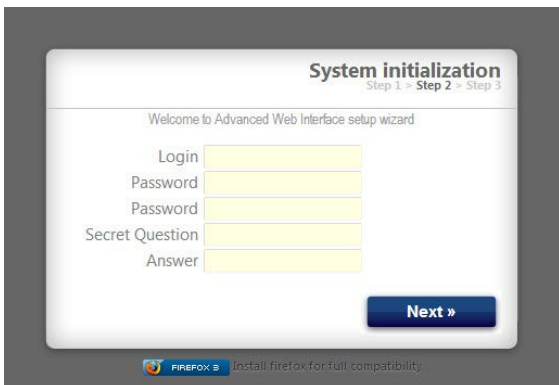 System initialization
Step 1 > Step 2 > Step 3
Welcome to Advanced Web Interface setup wizard
Login
Password
Password
Secret Question
Answer
Next »
FIREFOX 3 Install firefox for full compatibility